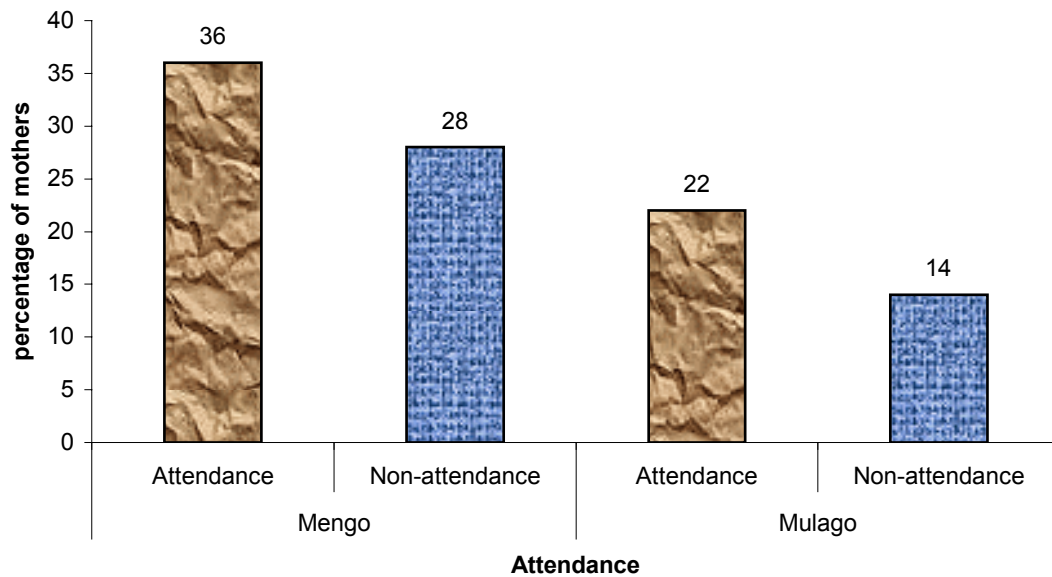 percentage of mothers
40
35
30
25
20
15
10
5
0
36
28
22
14
Attendance
Non-attendance
Attendance
Non-attendance
Mengo
Mulago
Attendance